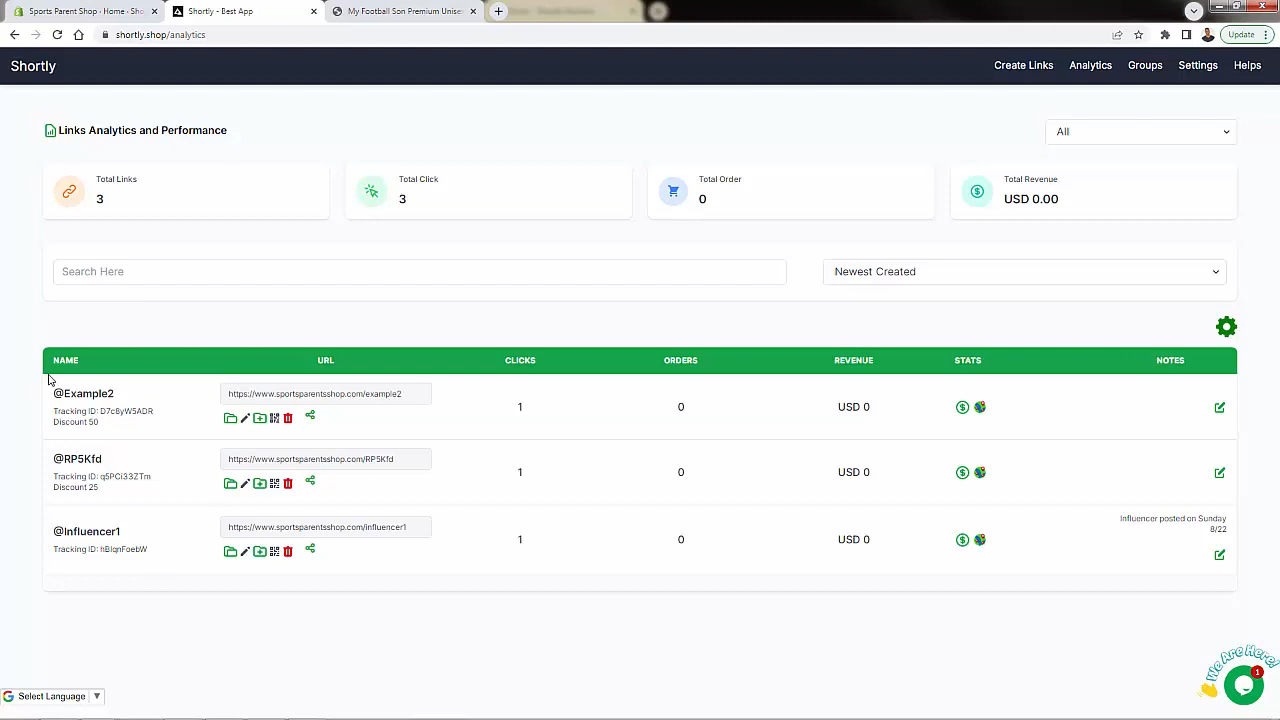 Sports Parent Shop - Home - Sho
Shortly - Best App
My Football Son Premium Unise
shortly.shop/analytics
Update
Shortly
Create Links
Analytics
Groups
Settings
Helps
Links Analytics and Performance
All
Total Links
3
Total Click
3
Total Order
0
Total Revenue
USD 0.00
Search Here
Newest Created
NAME
URL
CLICKS
ORDERS
REVENUE
STATS
NOTES
@Example2
Tracking ID: D7c8yW5ADR
Discount 50
https://www.sportsparentsshop.com/example2
1
0
USD 0
@RP5Kfd
Tracking ID: q5PCi33ZTm
Discount 25
https://www.sportsparentsshop.com/RP5Kfd
1
0
USD 0
@Influencer1
Tracking ID: hBlqnFoebW
https://www.sportsparentsshop.com/influencer1
1
0
USD 0
Influencer posted on Sunday
8/22
We Are Here!
1
Select Language